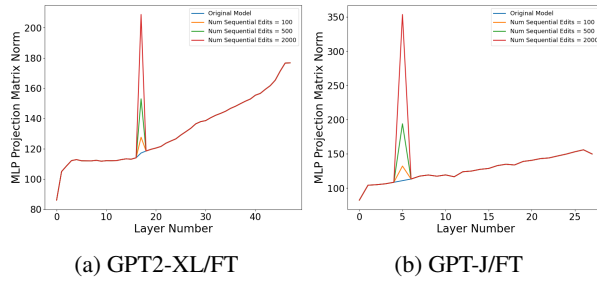 Original Model
Num Sequential Edits = 100
Num Sequential Edits = 500
Num Sequential Edits = 2000
MLP Projection Matrix Norm
200
180
160
140
120
100
80
0
10
20
30
40
Layer Number
(a) GPT2-XL/FT
Original Model
Num Sequential Edits = 100
Num Sequential Edits = 500
Num Sequential Edits = 2000
MLP Projection Matrix Norm
350
300
250
200
150
100
0
5
10
15
20
25
Layer Number
(b) GPT-J/FT